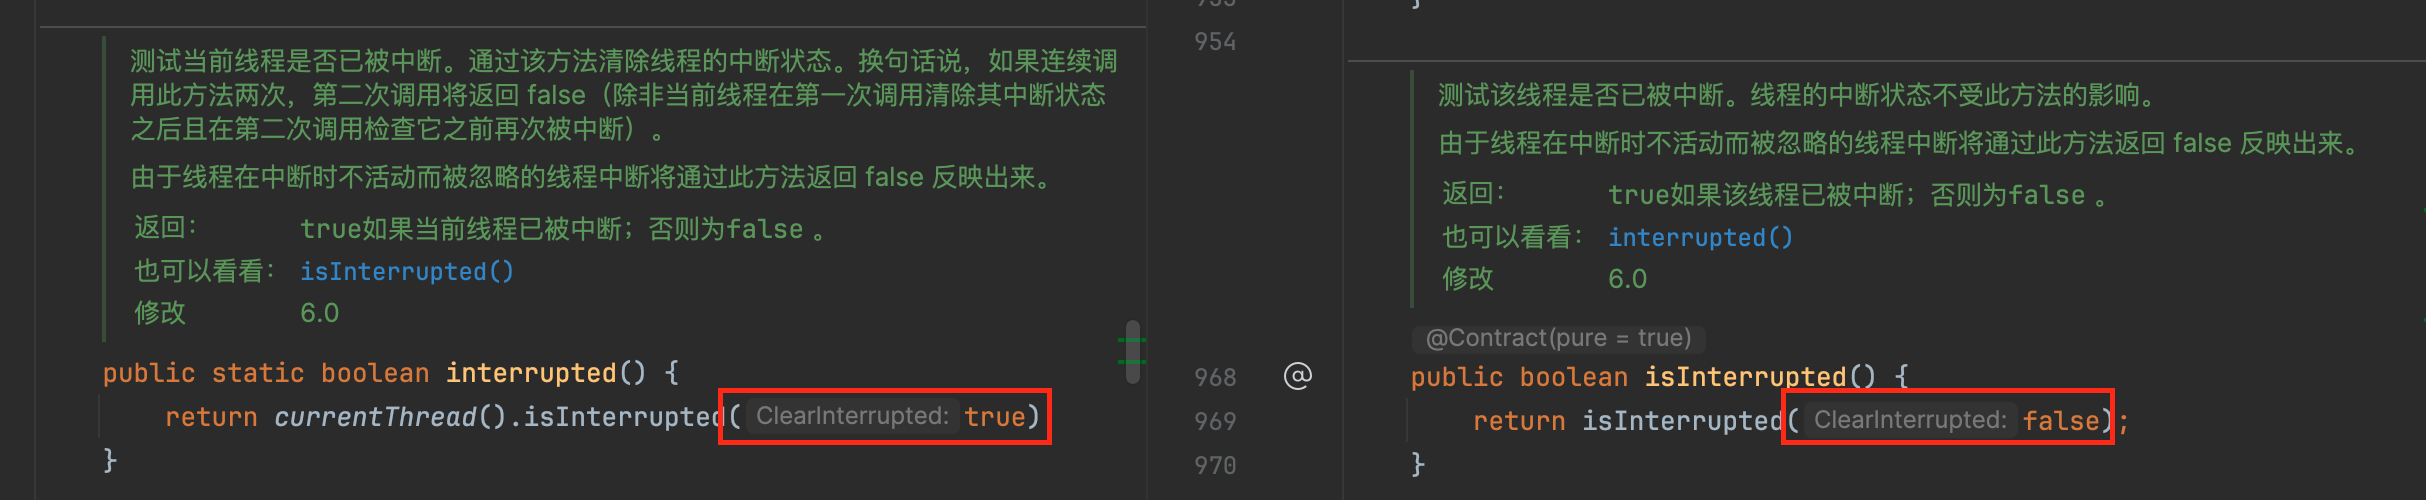 测试当前线程是否已被中断。通过该方法清除线程的中断状态。换句话说，如果连续调
用此方法两次，第二次调用将返回 false（除非当前线程在第一次调用清除其中断状态
之后且在第二次调用检查它之前再次被中断）。
由于线程在中断时不活动而被忽略的线程中断将通过此方法返回 false 反映出来。
返回： true如果当前线程已被中断；否则为false 。
也可以看看： isInterrupted()
修改 6.0
public static boolean interrupted() {
return currentThread().isInterrupted( ClearInterrupted: true)
}
}
954
测试该线程是否已被中断。线程的中断状态不受此方法的影响。
由于线程在中断时不活动而被忽略的线程中断将通过此方法返回 false 反映出来。
返回： true如果该线程已被中断；否则为false 。
也可以看看： interrupted()
修改 6.0
@Contract(pure = true)
968 @ public boolean isInterrupted() {
969 return isInterrupted( ClearInterrupted: false);
970 }